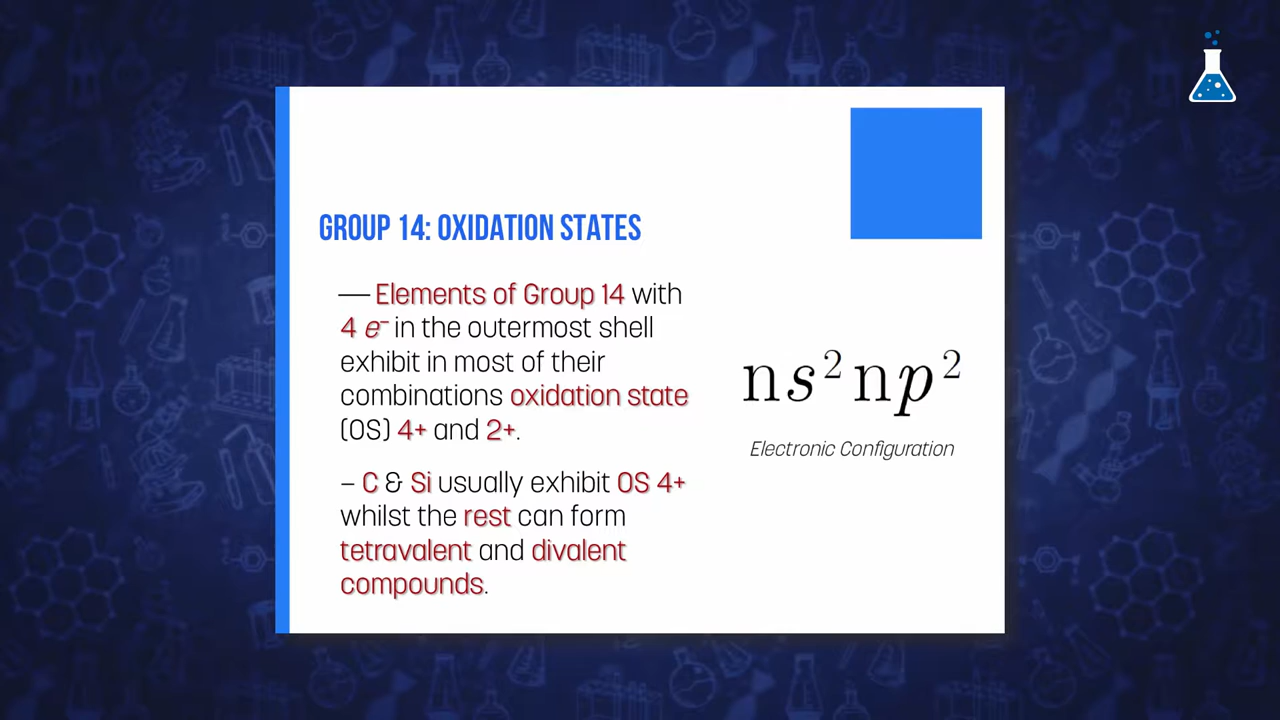 GROUP 14: OXIDATION STATES
— Elements of Group 14 with
4 e⁻ in the outermost shell
exhibit in most of their
combinations oxidation state
(OS) 4+ and 2+.
– C & Si usually exhibit OS 4+
whilst the rest can form
tetravalent and divalent
compounds.
ns² np²
Electronic Configuration